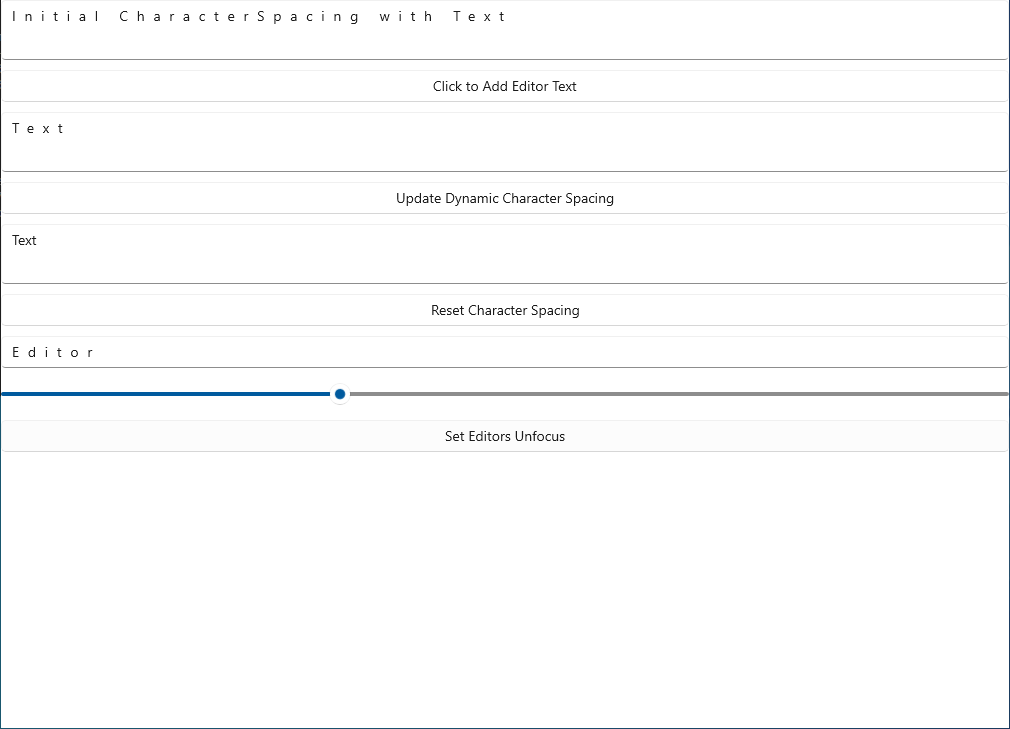 Initial CharacterSpacing with Text
Click to Add Editor Text
Text
Update Dynamic Character Spacing
Text
Reset Character Spacing
Editor
Set Editors Unfocus